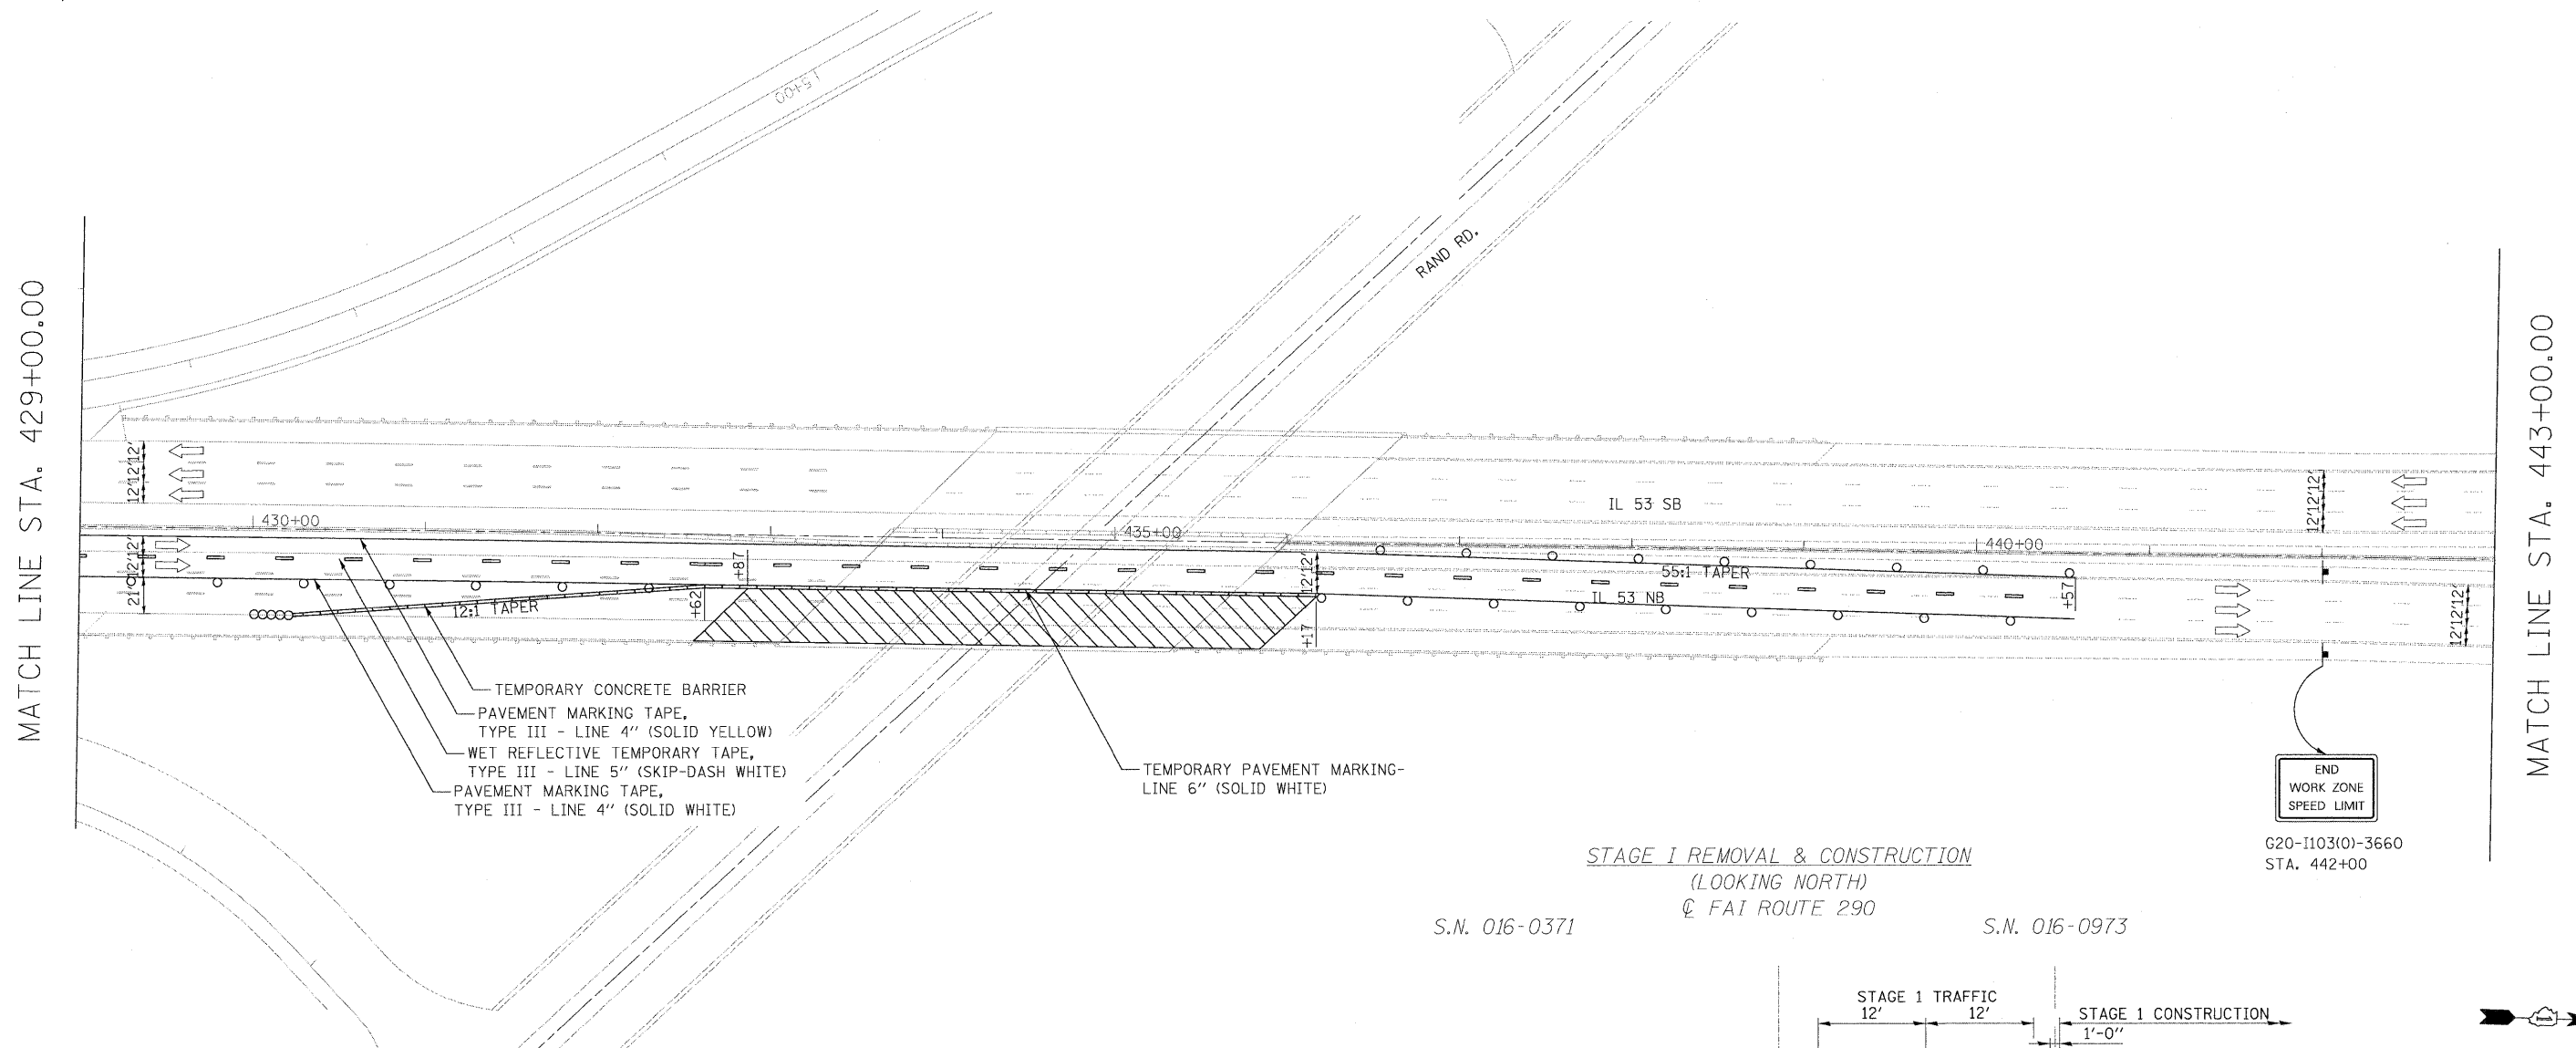 15+00
RAND RD.
MATCH LINE STA. 429+00.00
MATCH LINE STA. 443+00.00
12'12'12'
12'12'12'
IL 53 SB
430+00
435+00
440+00
12'12'
21'
+87
+62
12:1 TAPER
12'12'
+17
55:1 TAPER
IL 53 NB
+57
12'12'12'
TEMPORARY CONCRETE BARRIER
PAVEMENT MARKING TAPE,
TYPE III - LINE 4" (SOLID YELLOW)
WET REFLECTIVE TEMPORARY TAPE,
TYPE III - LINE 5" (SKIP-DASH WHITE)
PAVEMENT MARKING TAPE,
TYPE III - LINE 4" (SOLID WHITE)
TEMPORARY PAVEMENT MARKING-
LINE 6" (SOLID WHITE)
END
WORK ZONE
SPEED LIMIT
G20-I103(0)-3660
STA. 442+00
STAGE I REMOVAL & CONSTRUCTION
(LOOKING NORTH)
℄ FAI ROUTE 290
S.N. 016-0371
S.N. 016-0973
STAGE 1 TRAFFIC
12' 12'
STAGE 1 CONSTRUCTION
1'-0"